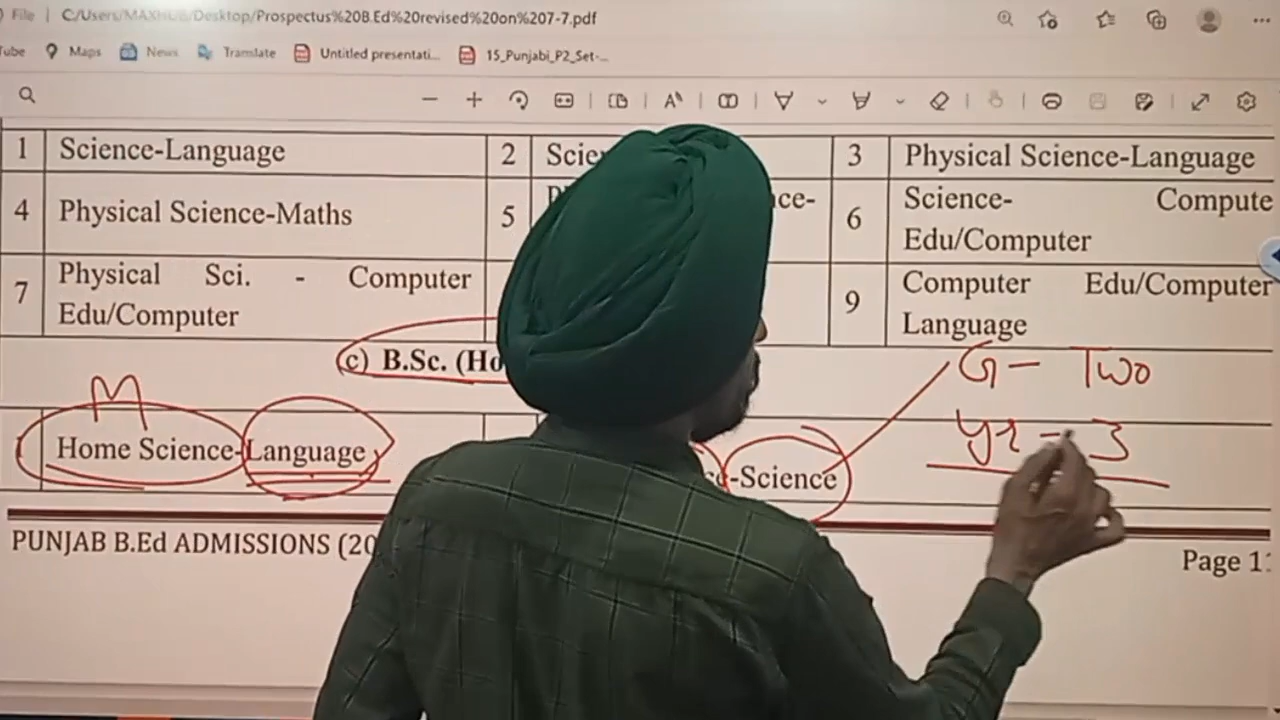 File | C:/Users/MAXHUB/Desktop/Prospectus%20B.Ed%20revised%20on%207-7.pdf
Tube Maps News Translate Untitled presentati... 15_Punjabi_P2_Set-...
1 Science-Language 2 3 Physical Science-Language
4 Physical Science-Maths 5 6 Science- Compute
Edu/Computer
7 Physical Sci. - Computer 9 Computer Edu/Computer
Edu/Computer Language
(c) B.Sc. (Ho
G- Two
M
Home Science-Language -Science
yr - 3
PUNJAB B.Ed ADMISSIONS (20 Page 1